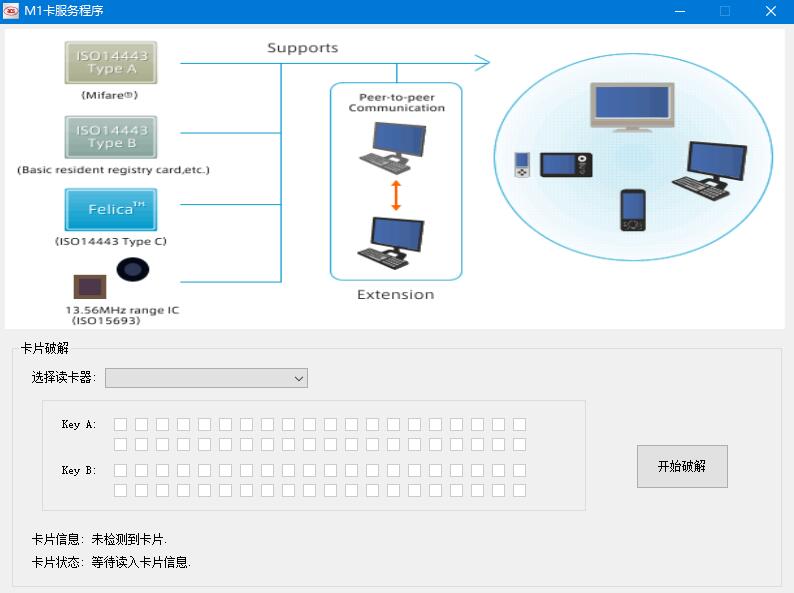 M1卡服务程序
Supports
ISO14443
Type A
(Mifare®)
ISO14443
Type B
(Basic resident registry card,etc.)
Felica™
(ISO14443 Type C)
13.56MHz range IC
(ISO15693)
Peer-to-peer
Communication
Extension
卡片破解
选择读卡器:
Key A:
Key B:
开始破解
卡片信息: 未检测到卡片.
卡片状态: 等待读入卡片信息.